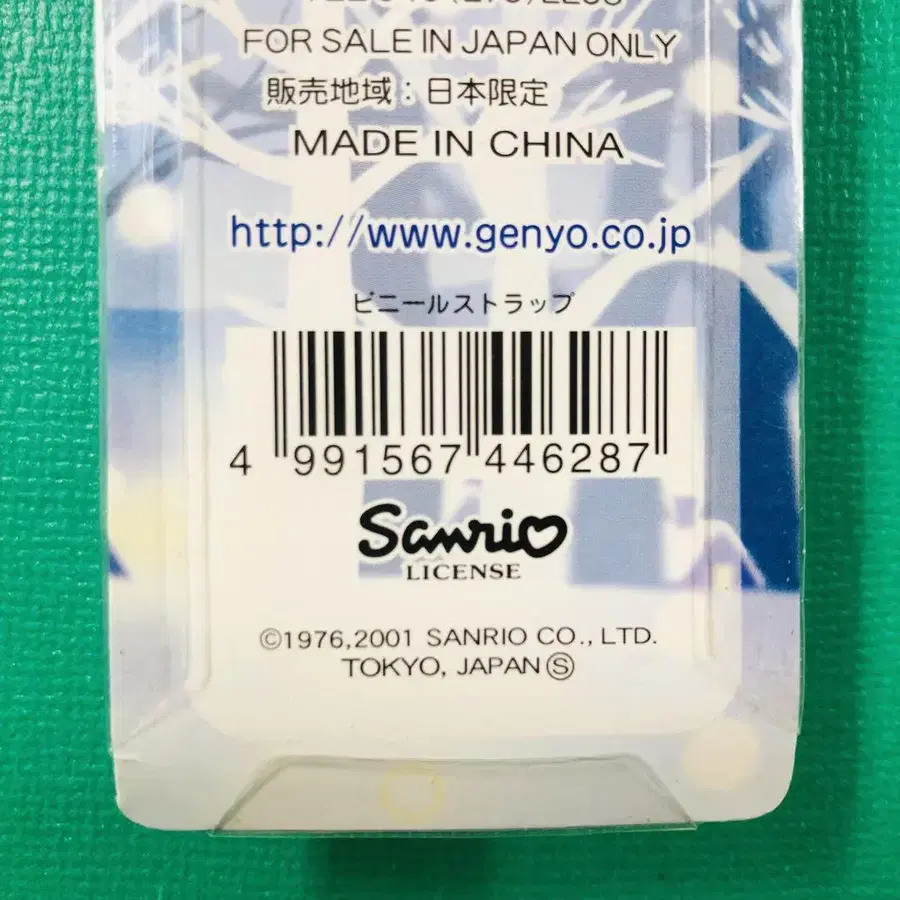 FOR SALE IN JAPAN ONLY
販売地域：日本限定
MADE IN CHINA
http://www.genyo.co.jp
ビニールストラップ
4 991567 446287
Sanrio
LICENSE
©1976,2001 SANRIO CO., LTD.
TOKYO, JAPAN Ⓢ